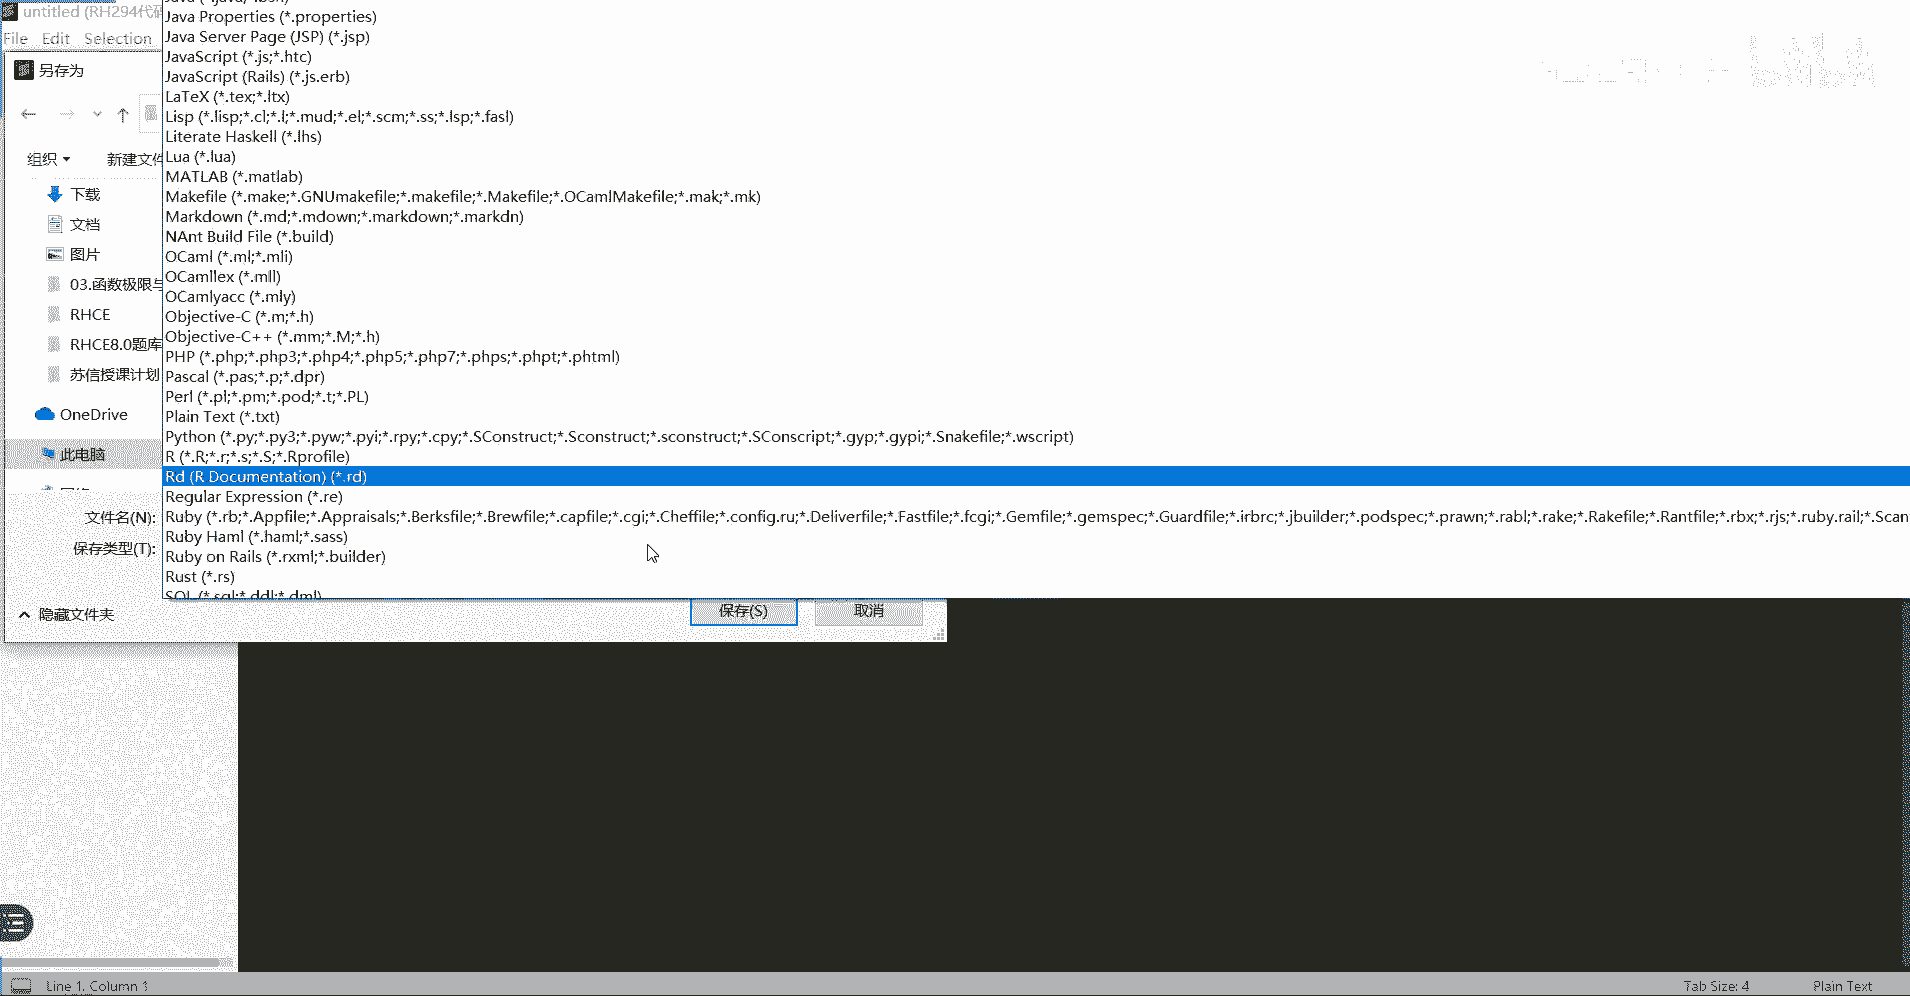 untitled (RH294代码
File Edit Selection
另存为
组织 新建文件
下载
文档
图片
03.函数极限与
RHCE
RHCE8.0题库
苏信授课计划
OneDrive
此电脑
文件名(N):
保存类型(T):
Java Properties (*.properties)
Java Server Page (JSP) (*.jsp)
JavaScript (*.js;*.htc)
JavaScript (Rails) (*.js.erb)
LaTeX (*.tex;*.ltx)
Lisp (*.lisp;*.cl;*.l;*.mud;*.el;*.scm;*.ss;*.lsp;*.fasl)
Literate Haskell (*.lhs)
Lua (*.lua)
MATLAB (*.matlab)
Makefile (*.make;*.GNUmakefile;*.makefile;*.Makefile;*.OCamlMakefile;*.mak;*.mk)
Markdown (*.md;*.mdown;*.markdown;*.markdn)
NAnt Build File (*.build)
OCaml (*.ml;*.mli)
OCamllex (*.mll)
OCamlyacc (*.mly)
Objective-C (*.m;*.h)
Objective-C++ (*.mm;*.M;*.h)
PHP (*.php;*.php3;*.php4;*.php5;*.php7;*.phps;*.phpt;*.phtml)
Pascal (*.pas;*.p;*.dpr)
Perl (*.pl;*.pm;*.pod;*.t;*.PL)
Plain Text (*.txt)
Python (*.py;*.py3;*.pyw;*.pyi;*.rpy;*.cpy;*.SConstruct;*.Sconstruct;*.sconstruct;*.SConscript;*.gyp;*.gypi;*.Snakefile;*.wscript)
R (*.R;*.r;*.s;*.S;*.Rprofile)
Rd (R Documentation) (*.rd)
Regular Expression (*.re)
Ruby (*.rb;*.Appfile;*.Appraisals;*.Berksfile;*.Brewfile;*.capfile;*.cgi;*.Cheffile;*.config.ru;*.Deliverfile;*.Fastfile;*.fcgi;*.Gemfile;*.gemspec;*.Guardfile;*.irbrc;*.jbuilder;*.podspec;*.prawn;*.rabl;*.rake;*.Rakefile;*.Rantfile;*.rbx;*.rjs;*.ruby.rail;*.Scan
Ruby Haml (*.haml;*.sass)
Ruby on Rails (*.rxml;*.builder)
Rust (*.rs)
SQL (*.sql;*.ddl;*.dml)
隐藏文件夹
保存(S) 取消
Line 1, Column 1
Tab Size: 4 Plain Text